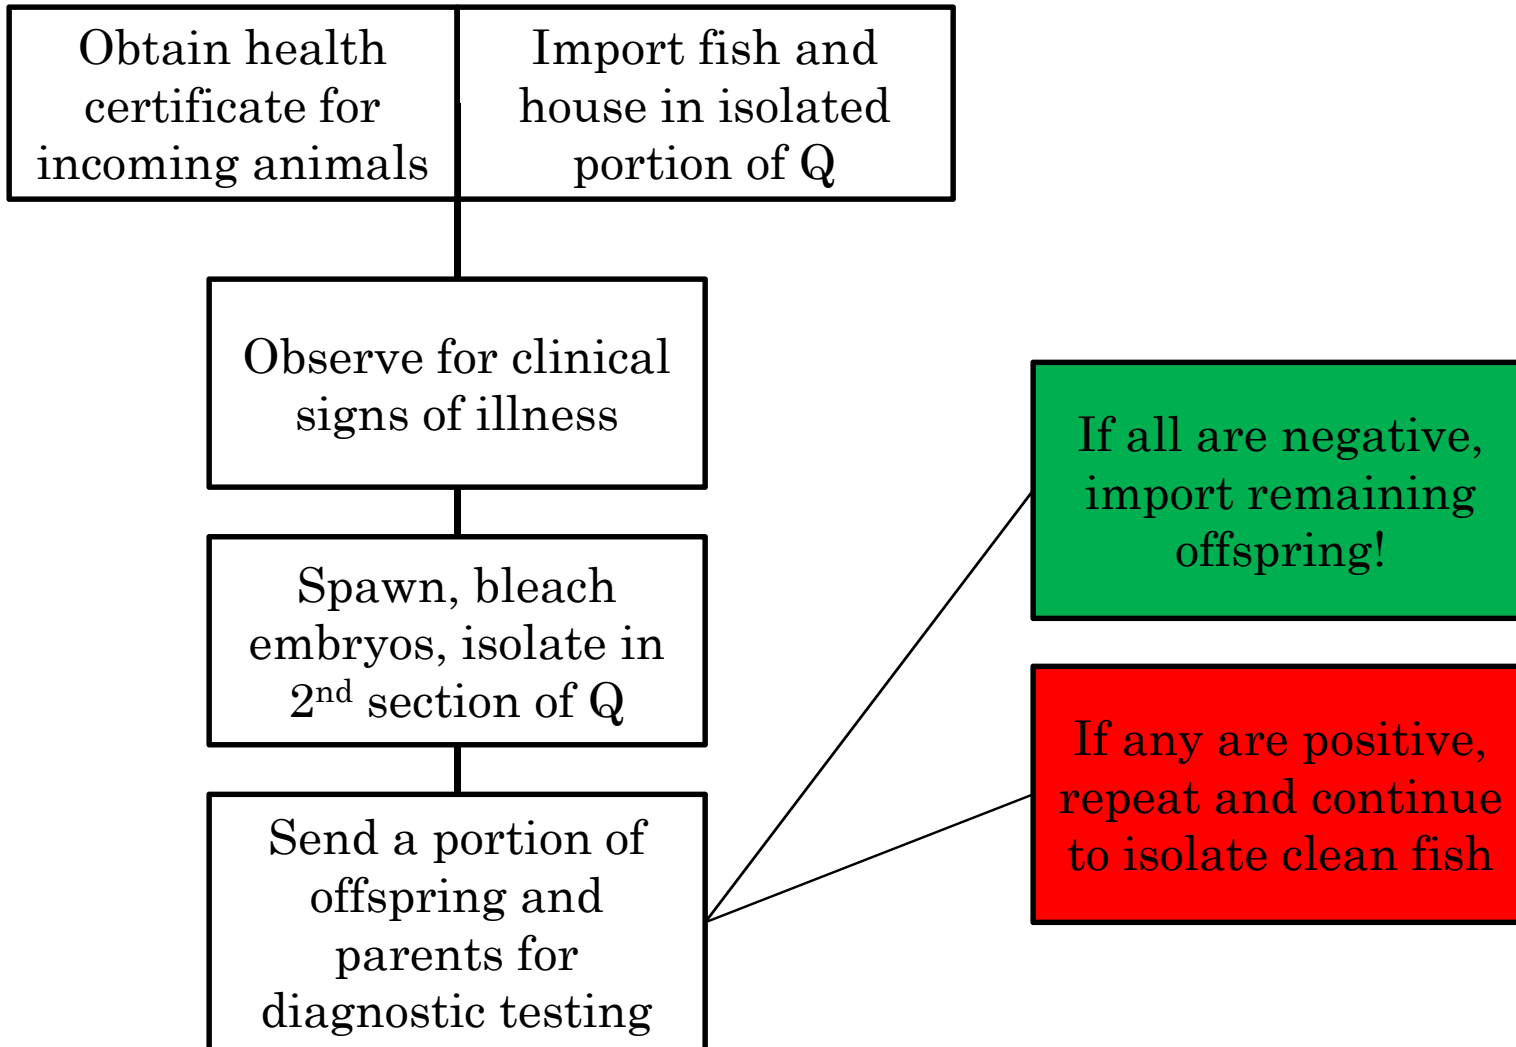 Obtain health
certificate for
incoming animals
Import fish and
house in isolated
portion of Q
Observe for clinical
signs of illness
Spawn, bleach
embryos, isolate in
2nd section of Q
Send a portion of
offspring and
parents for
diagnostic testing
If all are negative,
import remaining
offspring!
If any are positive,
repeat and continue
to isolate clean fish